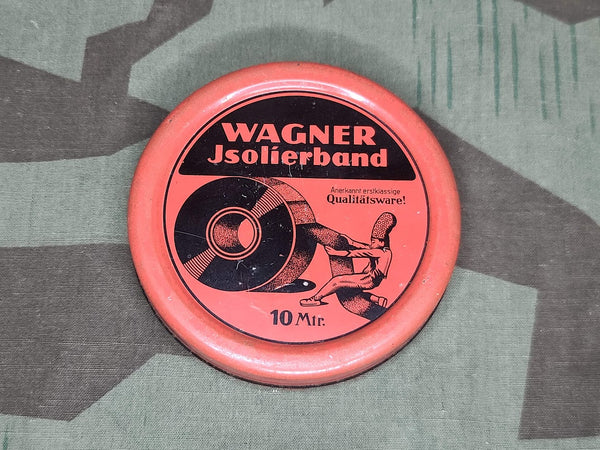 WAGNER
Jsolierband
Anerkannt erstklassige
Qualitätsware!
10 Mtr.